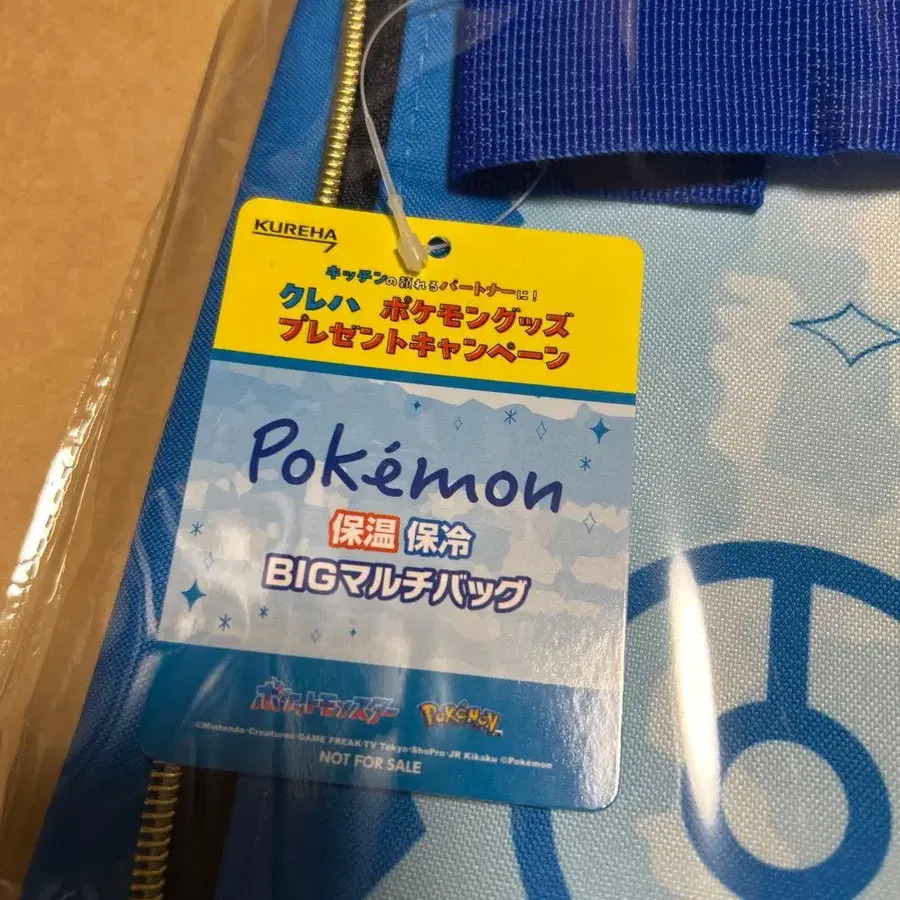 KUREHA
キッチンの頼れるパートナーに!
クレハ ポケモングッズ
プレゼントキャンペーン
Pokémon
保温 保冷
BIGマルチバッグ
ポケットモンスター POKÉMON
©Nintendo・Creatures・GAME FREAK・TV Tokyo・ShoPro・JR Kikaku ©Pokémon
NOT FOR SALE